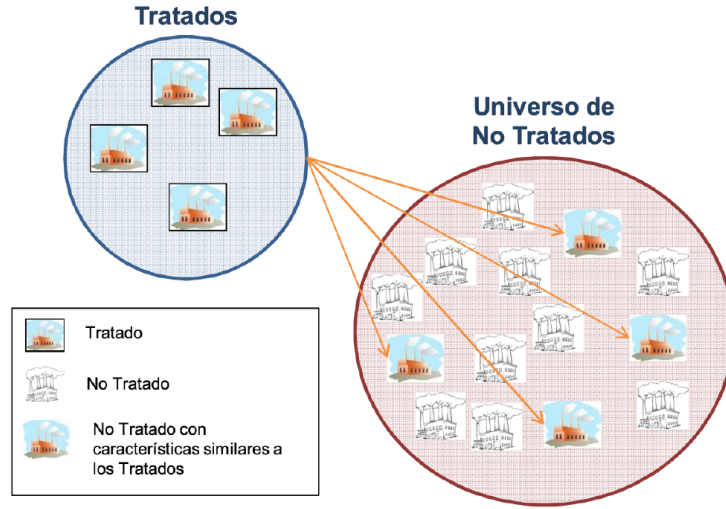 Tratados
Universo de
No Tratados
Tratado
No Tratado
No Tratado con
características similares a
los Tratados